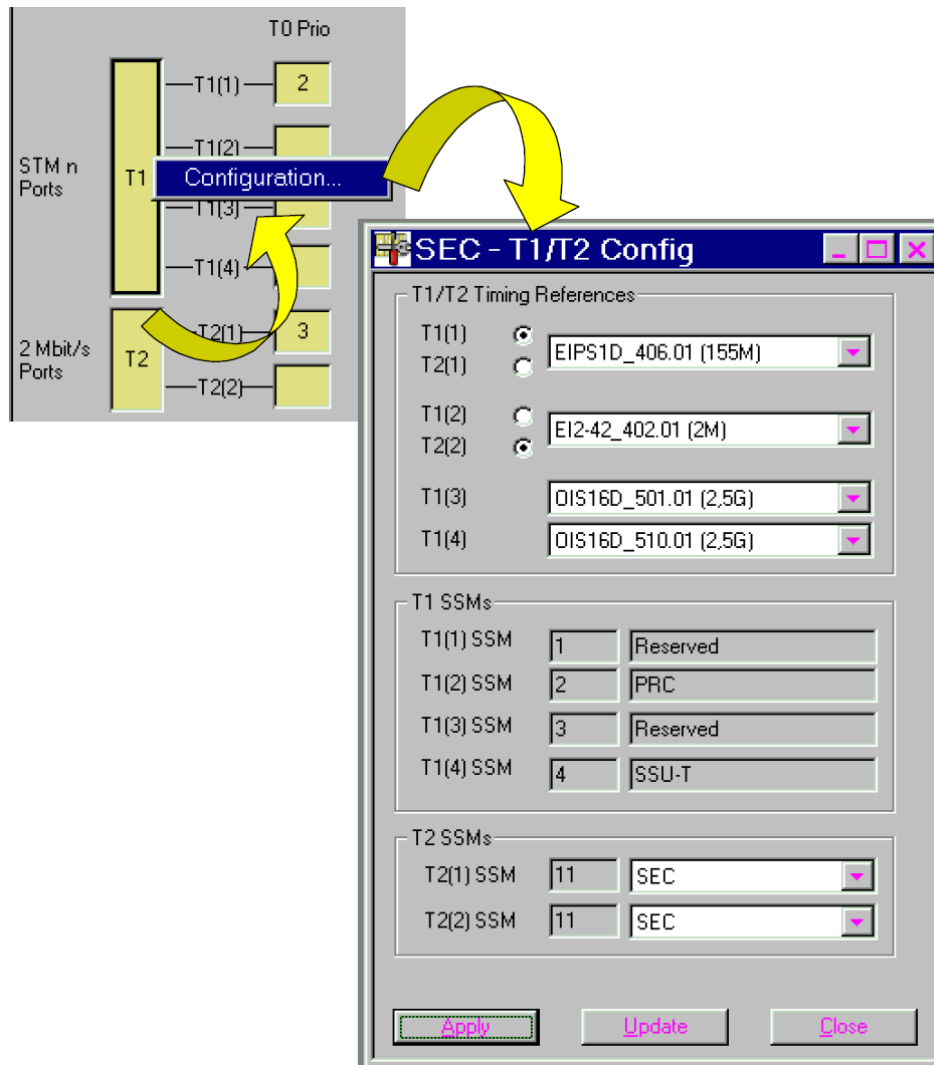 T0 Prio
T1(1)
2
T1(2)
STM n
Ports
T1
Configuration...
T1(3)
T1(4)
T2(1)
3
2 Mbit/s
Ports
T2
T2(2)
SEC - T1/T2 Config
T1/T2 Timing References
T1(1)
T2(1)
EIPS1D_406.01 (155M)
T1(2)
T2(2)
EI2-42_402.01 (2M)
T1(3)
OIS16D_501.01 (2,5G)
T1(4)
OIS16D_510.01 (2,5G)
T1 SSMs
T1(1) SSM 1 Reserved
T1(2) SSM 2 PRC
T1(3) SSM 3 Reserved
T1(4) SSM 4 SSU-T
T2 SSMs
T2(1) SSM 11 SEC
T2(2) SSM 11 SEC
Apply Update Close